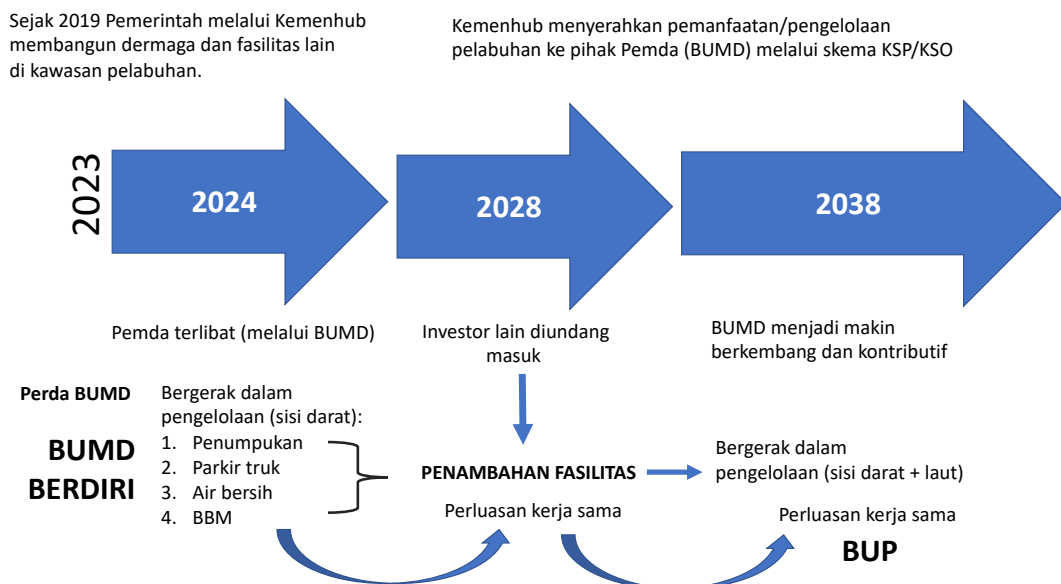 Sejak 2019 Pemerintah melalui Kemenhub
membangun dermaga dan fasilitas lain
di kawasan pelabuhan.
Kemenhub menyerahkan pemanfaatan/pengelolaan
pelabuhan ke pihak Pemda (BUMD) melalui skema KSP/KSO
2023
2024
2028
2038
Pemda terlibat (melalui BUMD)
Investor lain diundang
masuk
BUMD menjadi makin
berkembang dan kontributif
Perda BUMD
BUMD
BERDIRI
Bergerak dalam
pengelolaan (sisi darat):
1. Penumpukan
2. Parkir truk
3. Air bersih
4. BBM
PENAMBAHAN FASILITAS
Perluasan kerja sama
Bergerak dalam
pengelolaan (sisi darat + laut)
Perluasan kerja sama
BUP